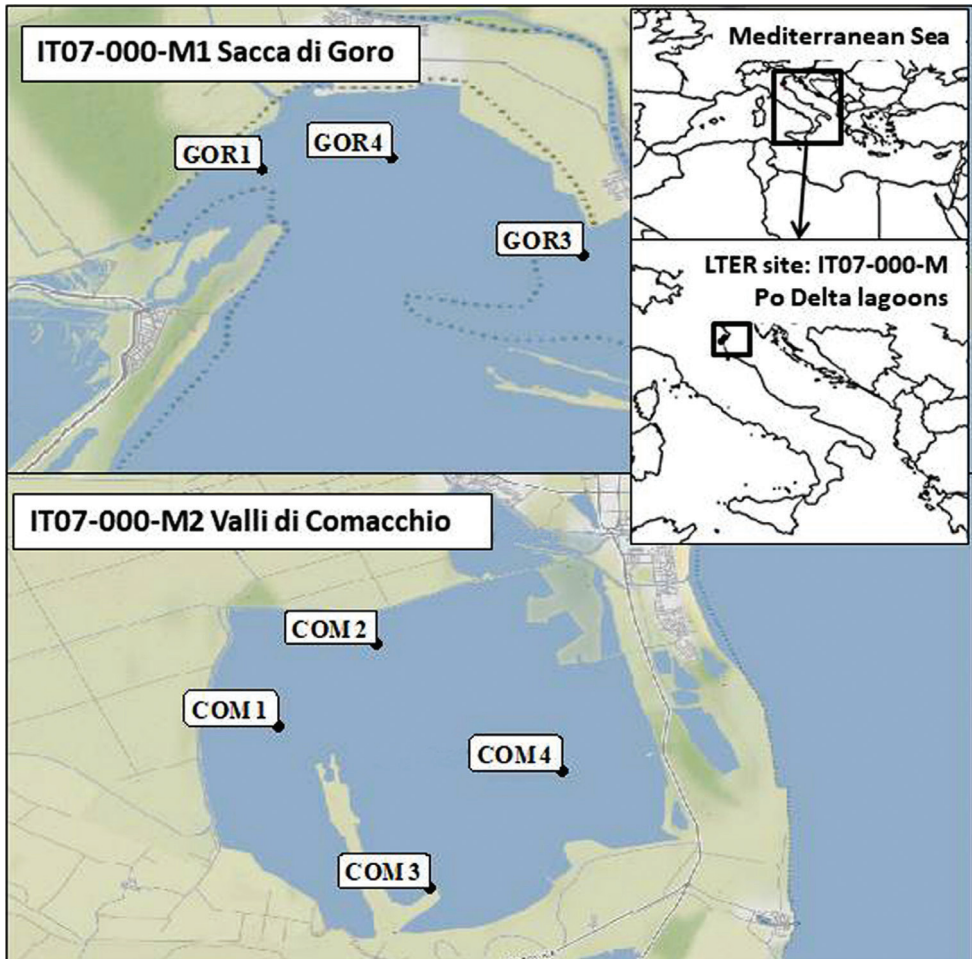 IT07-000-M1 Sacca di Goro
GOR1
GOR4
GOR3
Mediterranean Sea
LTER site: IT07-000-M
Po Delta lagoons
IT07-000-M2 Valli di Comacchio
COM 2
COM 1
COM 4
COM 3